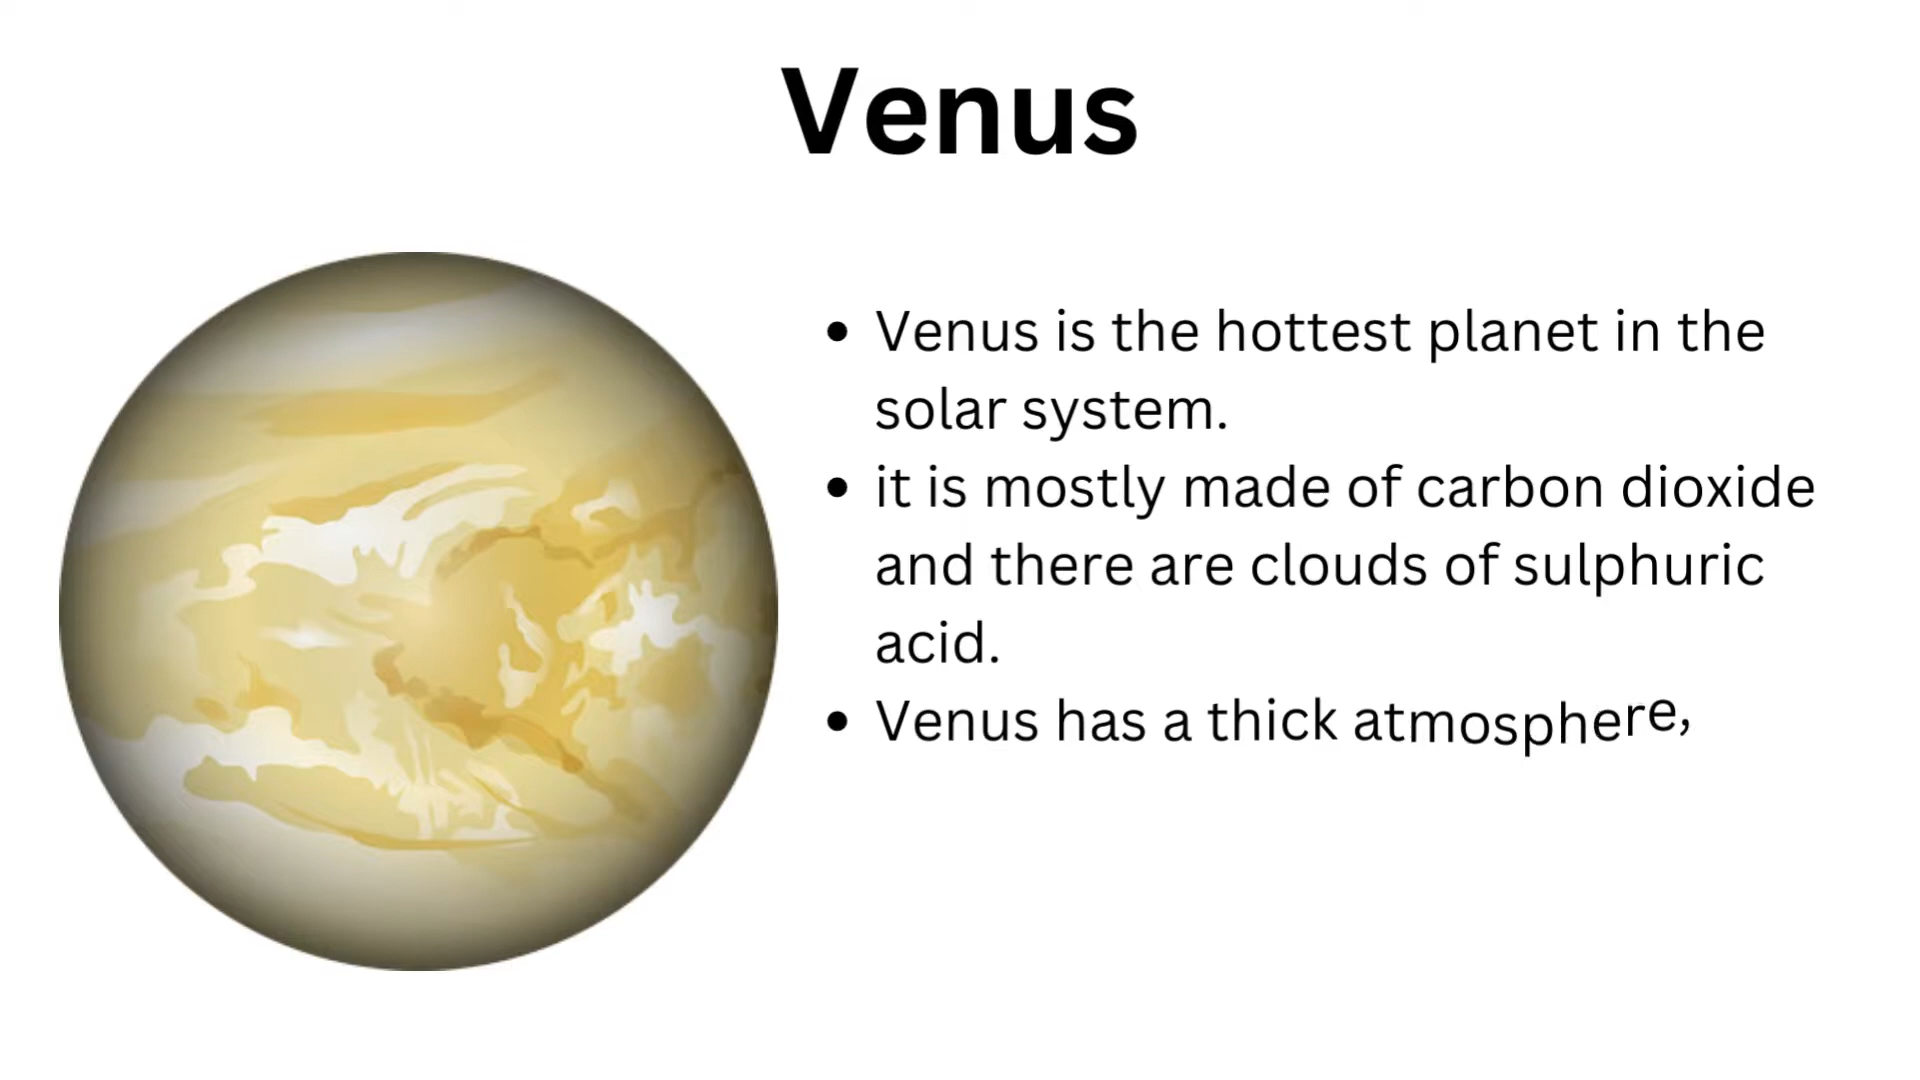 Venus
• Venus is the hottest planet in the
solar system.
• it is mostly made of carbon dioxide
and there are clouds of sulphuric
acid.
• Venus has a thick atmosphere,